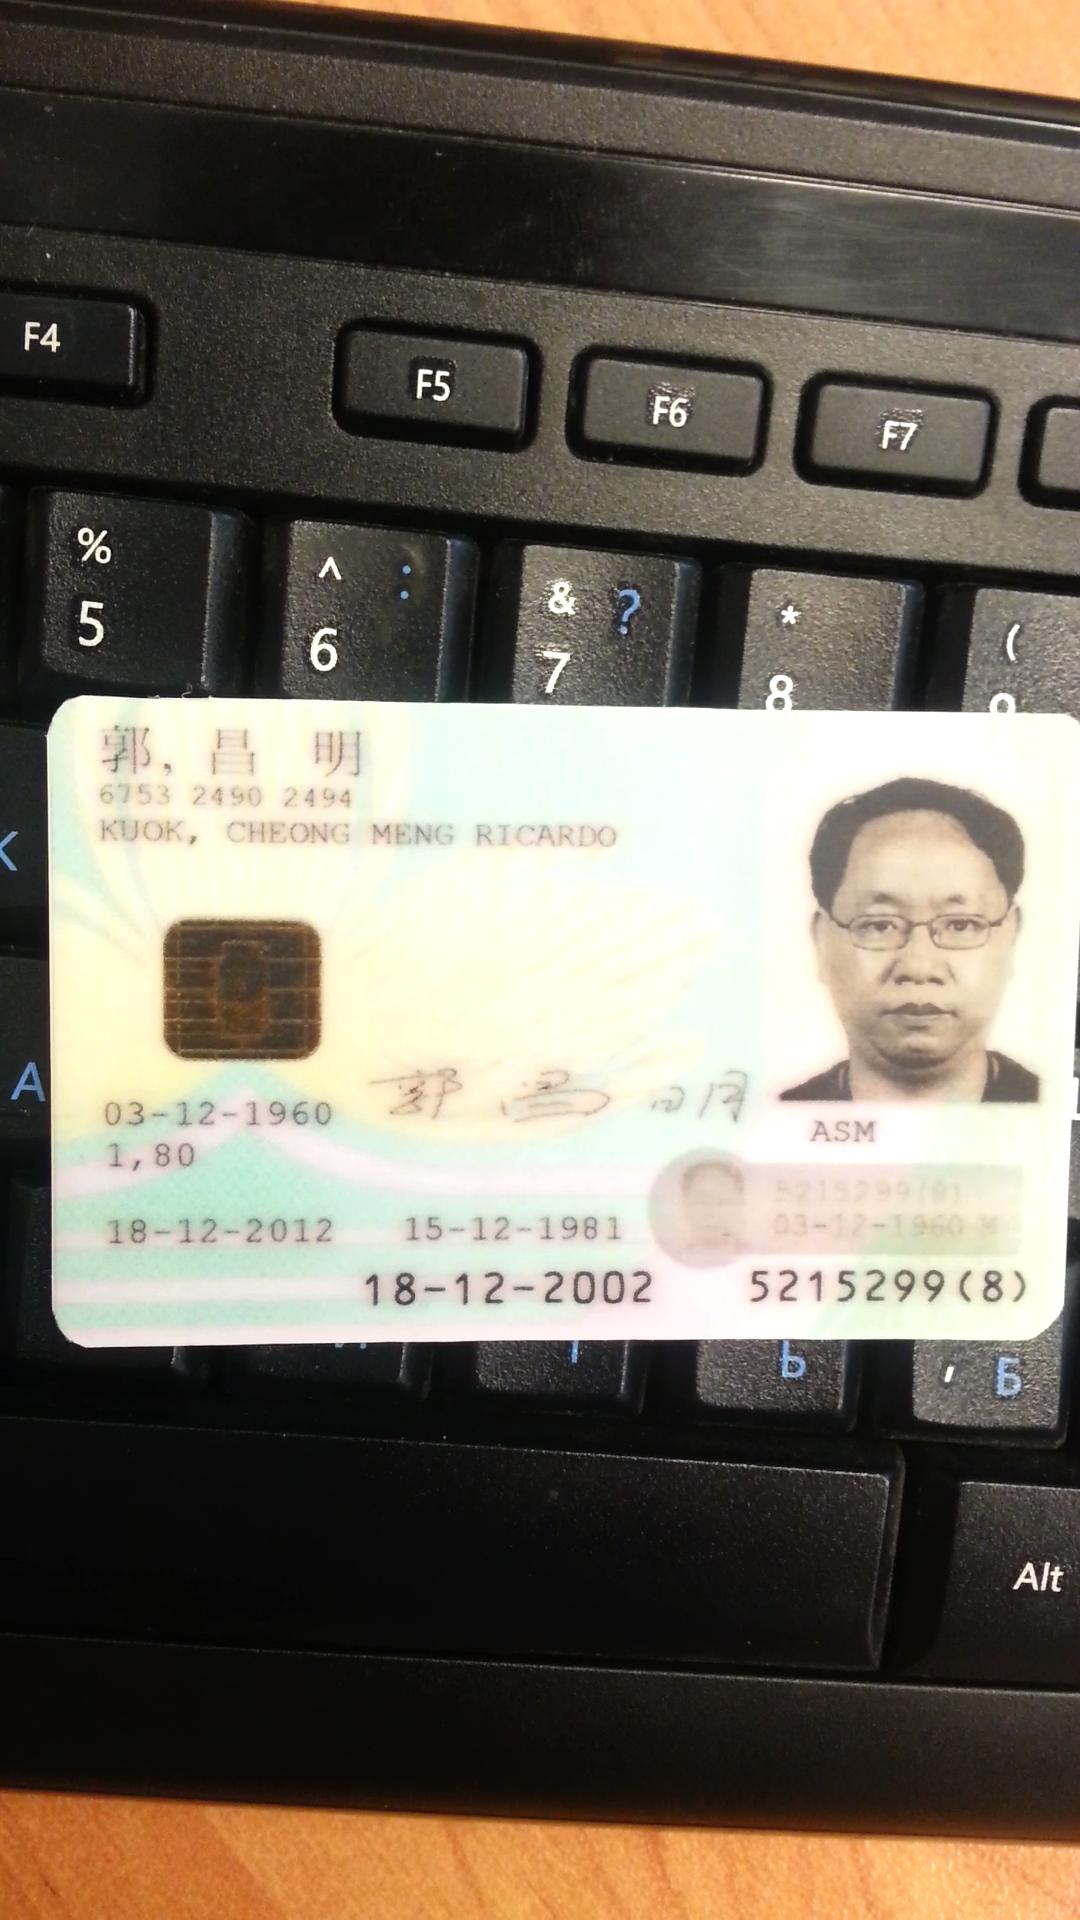 F4
F5
F6
F7
%
5
^ :
6
& ?
7
*
8
(
9
K
A
郭, 昌 明
6753 2490 2494
KUOK, CHEONG MENG RICARDO
郭 昌 明
03-12-1960
1,80
ASM
5215299(8)
03-12-1960 M
18-12-2012 15-12-1981
18-12-2002 5215299(8)
Ь
, Б
Alt